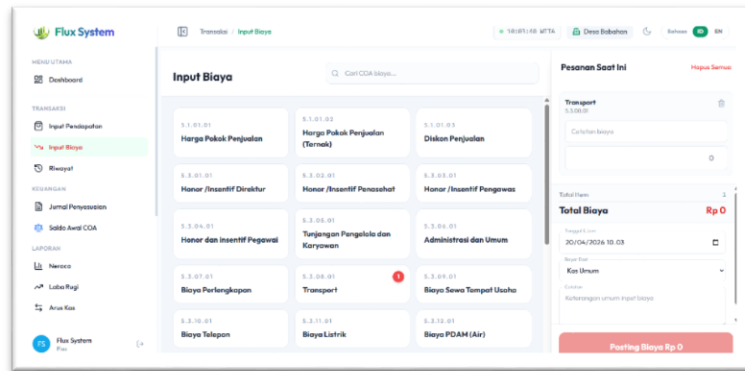 Flux System
Transaksi / Input Biaya
10:03:50 WITA
Desa Babahan
Bahasa
ID
EN
MENU UTAMA
Dashboard
TRANSAKSI
Input Pendapatan
Input Biaya
Riwayat
KEUANGAN
Jurnal Penyesuaian
Saldo Awal COA
LAPORAN
Neraca
Laba Rugi
Arus Kas
FS
Flux System
Input Biaya
Cari COA biaya...
5.1.01.01
Harga Pokok Penjualan
5.1.01.02
Harga Pokok Penjualan
(Ternak)
5.1.01.03
Diskon Penjualan
5.3.01.01
Honor /Insentif Direktur
5.3.02.01
Honor /Insentif Penasehat
5.3.03.01
Honor /Insentif Pengawas
5.3.04.01
Honor dan insentif Pegawai
5.3.05.01
Tunjangan Pengelola dan
Karyawan
5.3.06.01
Administrasi dan Umum
5.3.07.01
Biaya Perlengkapan
5.3.08.01
Transport
1
5.3.09.01
Biaya Sewa Tempat Usaha
5.3.10.01
Biaya Telepon
5.3.11.01
Biaya Listrik
5.3.12.01
Biaya PDAM (Air)
Pesanan Saat Ini
Hapus Semua
Transport
5.3.08.01
Catatan biaya
0
Total Item
1
Total Biaya
Rp 0
20/04/2026 10.03
Kas Umum
Catatan
Keterangan umum input biaya
Posting Biaya Rp 0